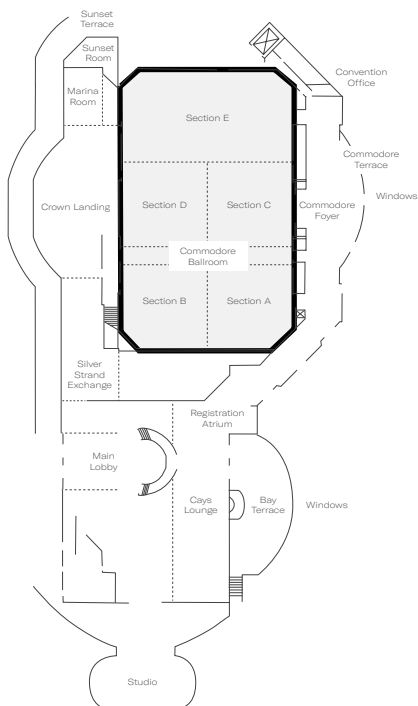 Sunset
Terrace
Sunset
Room
Convention
Office
Marina
Room
Section E
Commodore
Terrace
Windows
Crown Landing
Section D
Section C
Commodore
Foyer
Commodore
Ballroom
Section B
Section A
Silver
Strand
Exchange
Registration
Atrium
Main
Lobby
Cays
Lounge
Bay
Terrace
Windows
Studio